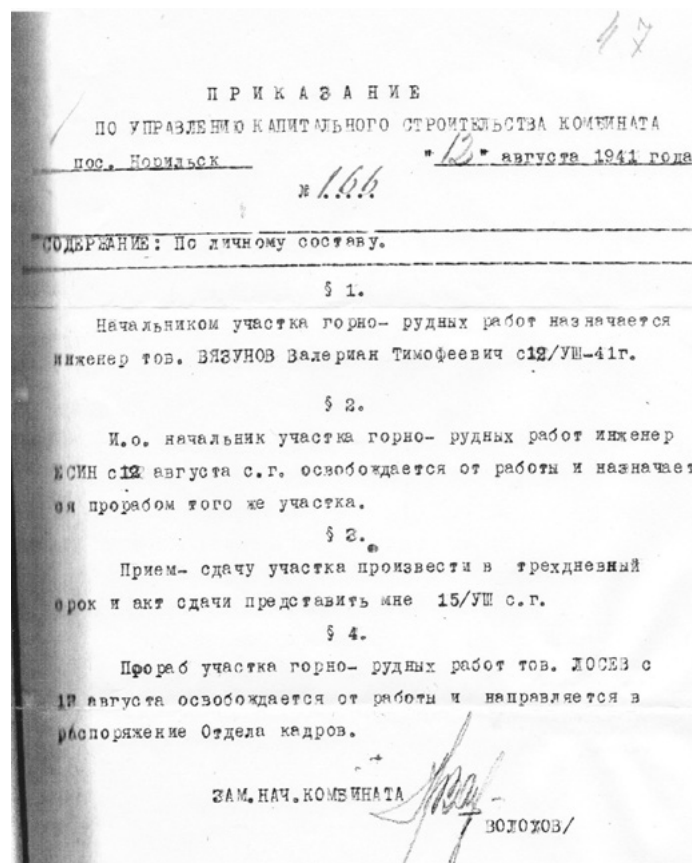 47
П Р И К А З А Н И Е
ПО УПРАВЛЕНИЮ КАПИТАЛЬНОГО СТРОИТЕЛЬСТВА КОМБИНАТА
пос. Норильск "12" августа 1941 года
№ 166
СОДЕРЖАНИЕ: По личному составу.
§ 1.
Начальником участка горно- рудных работ назначается
инженер тов. ВЯЗУНОВ Валериан Тимофеевич с 12/УШ-41г.
§ 2.
И.о. начальник участка горно- рудных работ инженер
с 12 августа с.г. освобождается от работы и назначает
ся прорабом того же участка.
§ 3.
Прием- сдачу участка произвести в трехдневный
срок и акт сдачи представить мне 15/УШ с.г.
§ 4.
Прораб участка горно- рудных работ тов. ЛОСЕВ с
12 августа освобождается от работы и направляется в
распоряжение Отдела кадров.
ЗАМ.НАЧ.КОМБИНАТА
ВОЛОХОВ/